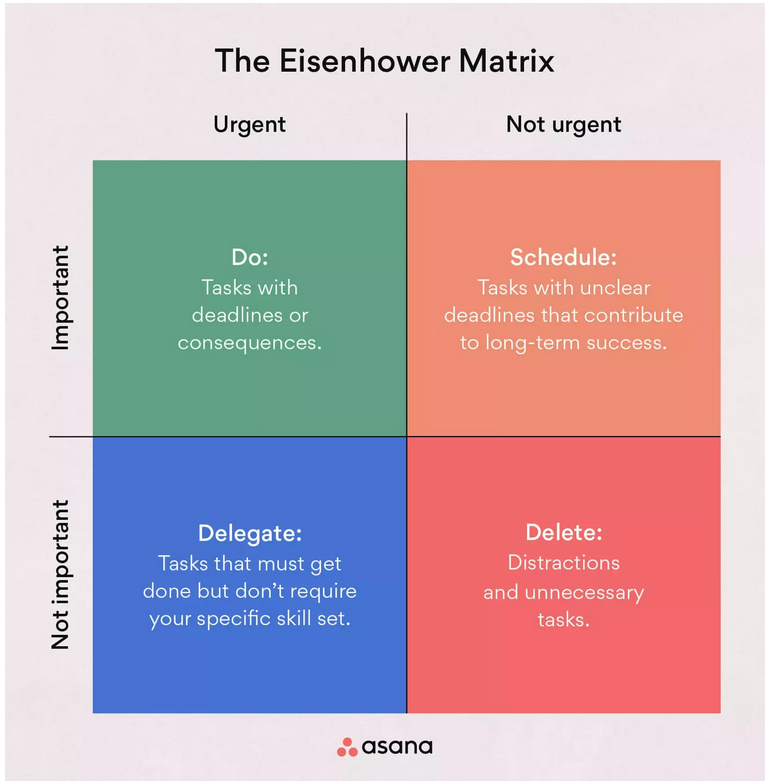 The Eisenhower Matrix
Urgent
Not urgent
Important
Do:
Tasks with
deadlines or
consequences.
Schedule:
Tasks with unclear
deadlines that contribute
to long-term success.
Not important
Delegate:
Tasks that must get
done but don’t require
your specific skill set.
Delete:
Distractions
and unnecessary
tasks.
asana